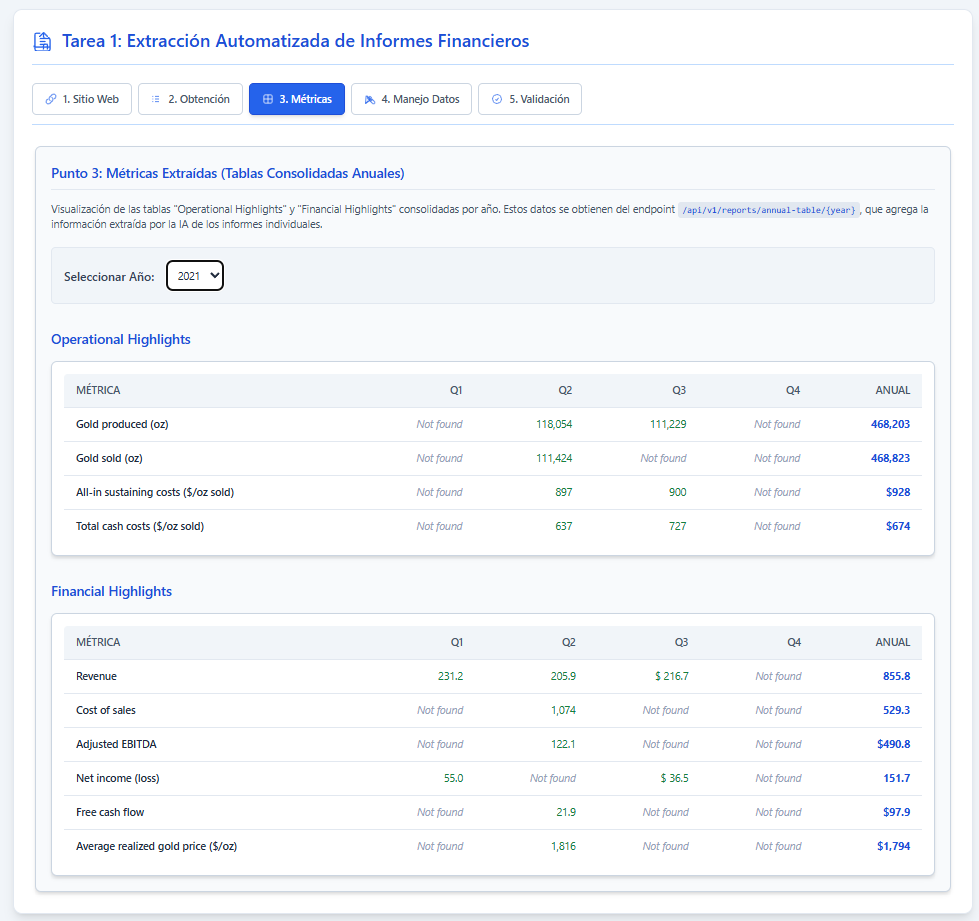 Tarea 1: Extracción Automatizada de Informes Financieros
1. Sitio Web
2. Obtención
3. Métricas
4. Manejo Datos
5. Validación
Punto 3: Métricas Extraídas (Tablas Consolidadas Anuales)
Visualización de las tablas "Operational Highlights" y "Financial Highlights" consolidadas por año. Estos datos se obtienen del endpoint /api/v1/reports/annual-table/{year} , que agrega la
información extraída por la IA de los informes individuales.
Seleccionar Año: 2021
Operational Highlights
MÉTRICA Q1 Q2 Q3 Q4 ANUAL
Gold produced (oz) Not found 118,054 111,229 Not found 468,203
Gold sold (oz) Not found 111,424 Not found Not found 468,823
All-in sustaining costs ($/oz sold) Not found 897 900 Not found $928
Total cash costs ($/oz sold) Not found 637 727 Not found $674
Financial Highlights
MÉTRICA Q1 Q2 Q3 Q4 ANUAL
Revenue 231.2 205.9 $ 216.7 Not found 855.8
Cost of sales Not found 1,074 Not found Not found 529.3
Adjusted EBITDA Not found 122.1 Not found Not found $490.8
Net income (loss) 55.0 Not found $ 36.5 Not found 151.7
Free cash flow Not found 21.9 Not found Not found $97.9
Average realized gold price ($/oz) Not found 1,816 Not found Not found $1,794